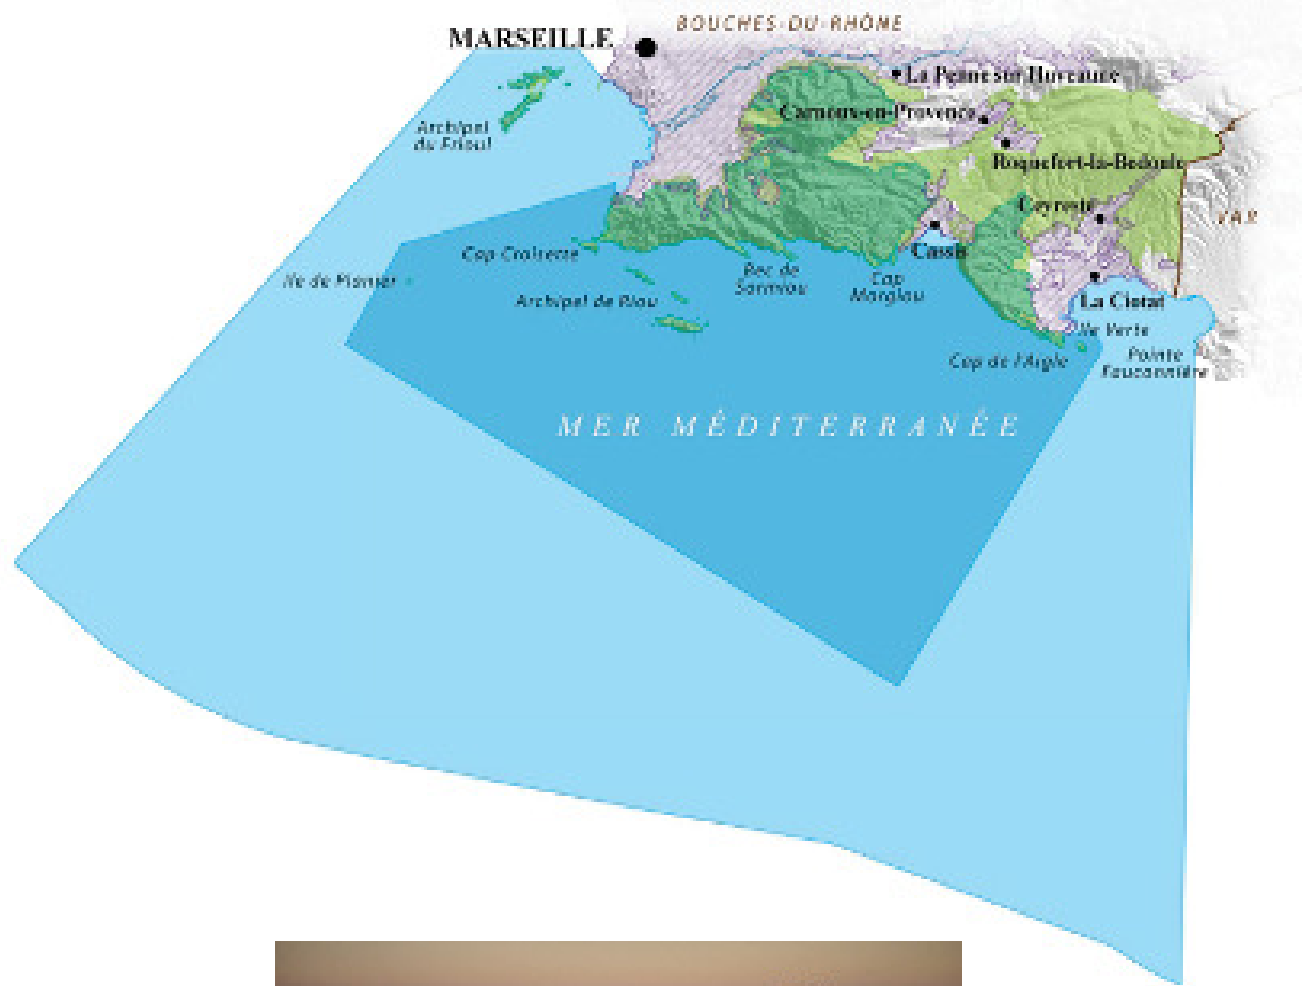 BOUCHES-DU-RHÔNE
MARSEILLE
La Penne sur Huveaune
Carnoux-en-Provence
Archipel
du Frioul
Roquefort-la-Bedoule
Ceyreste
VAR
Cap Croisette
Cassis
Ile de Planier
Bec de
Sormiou
Cap
Morgiou
Archipel de Riou
La Ciotat
Ile Verte
Cap de l'Aigle
Pointe
Fauconnière
MER MÉDITERRANÉE